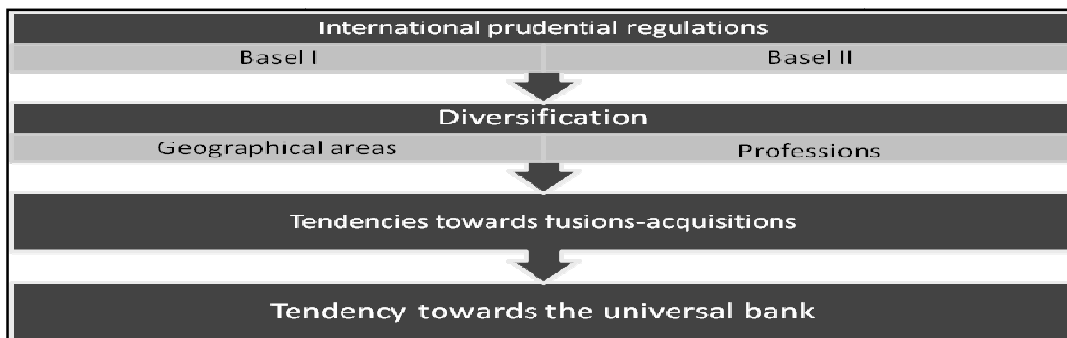 International prudential regulations
Basel I
Basel II
Diversification
Geographical areas
Professions
Tendencies towards fusions-acquisitions
Tendency towards the universal bank